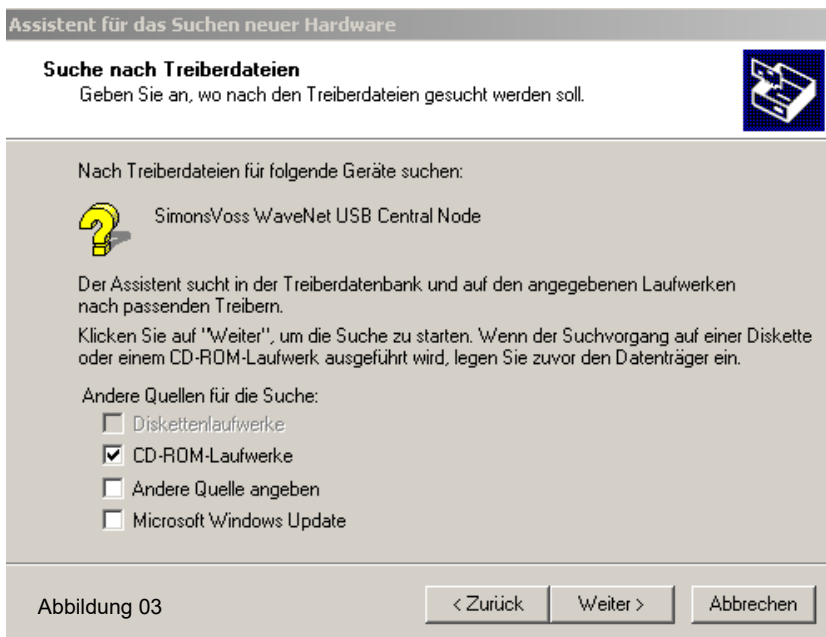 Assistent für das Suchen neuer Hardware
Suche nach Treiberdateien
Geben Sie an, wo nach den Treiberdateien gesucht werden soll.
Nach Treiberdateien für folgende Geräte suchen:
SimonsVoss WaveNet USB Central Node
Der Assistent sucht in der Treiberdatenbank und auf den angegebenen Laufwerken
nach passenden Treibern.
Klicken Sie auf "Weiter", um die Suche zu starten. Wenn der Suchvorgang auf einer Diskette
oder einem CD-ROM-Laufwerk ausgeführt wird, legen Sie zuvor den Datenträger ein.
Andere Quellen für die Suche:
Diskettenlaufwerke
CD-ROM-Laufwerke
Andere Quelle angeben
Microsoft Windows Update
Abbildung 03 < Zurück Weiter > Abbrechen